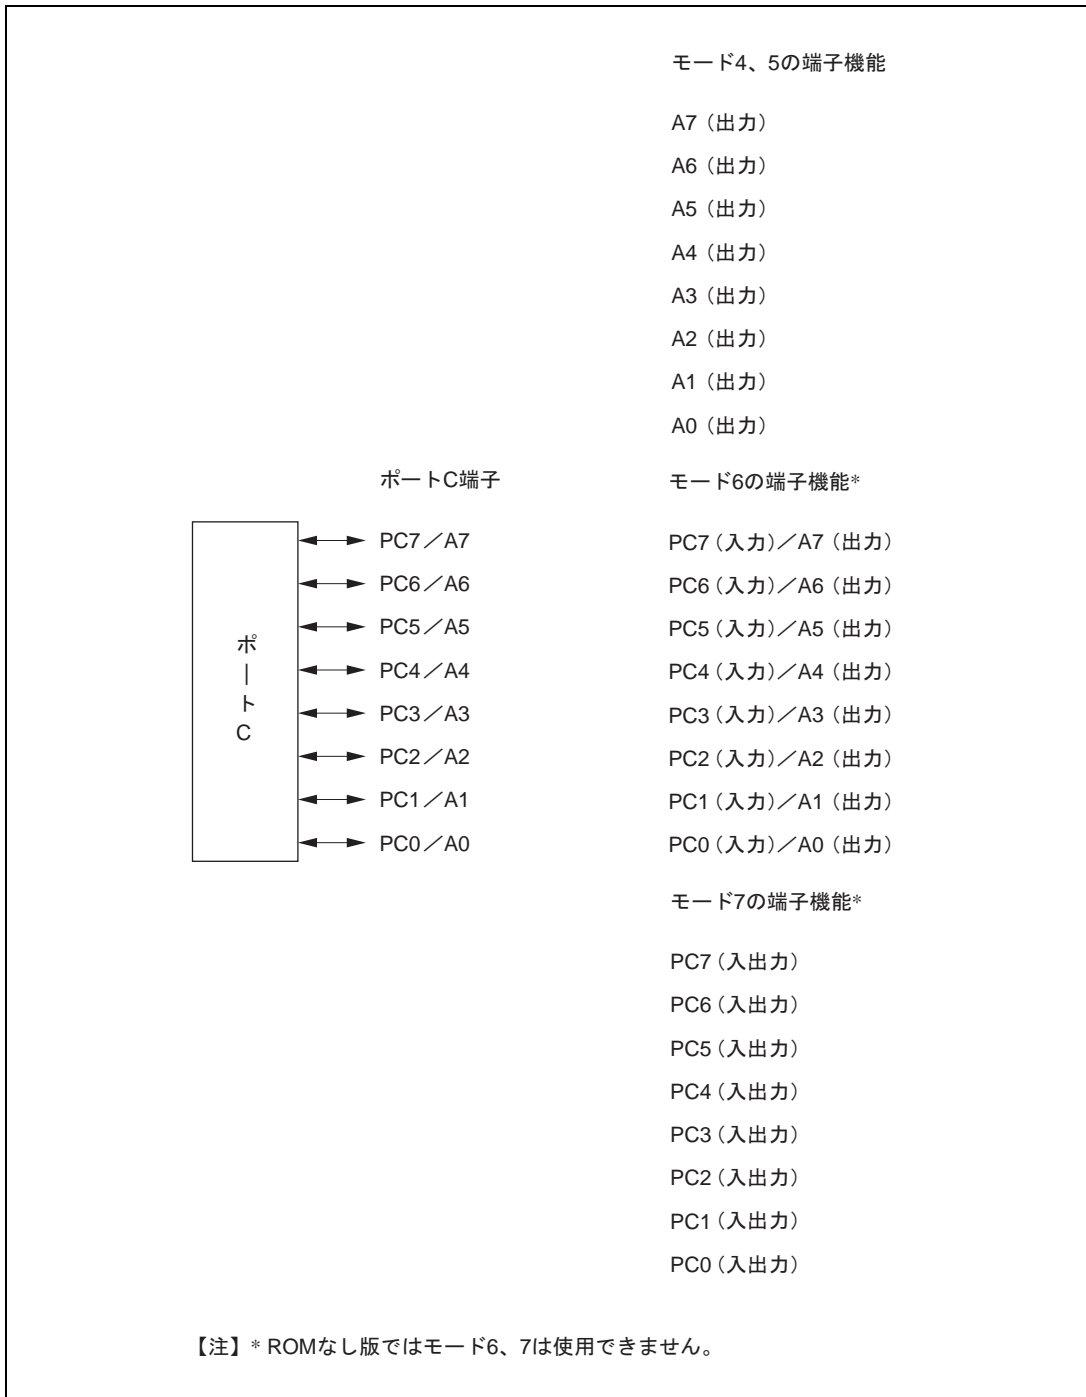 モード4、5の端子機能
A7（出力）
A6（出力）
A5（出力）
A4（出力）
A3（出力）
A2（出力）
A1（出力）
A0（出力）
ポートC端子
モード6の端子機能*
ポートC
PC7／A7
PC7（入力）／A7（出力）
PC6／A6
PC6（入力）／A6（出力）
PC5／A5
PC5（入力）／A5（出力）
PC4／A4
PC4（入力）／A4（出力）
PC3／A3
PC3（入力）／A3（出力）
PC2／A2
PC2（入力）／A2（出力）
PC1／A1
PC1（入力）／A1（出力）
PC0／A0
PC0（入力）／A0（出力）
モード7の端子機能*
PC7（入出力）
PC6（入出力）
PC5（入出力）
PC4（入出力）
PC3（入出力）
PC2（入出力）
PC1（入出力）
PC0（入出力）
【注】* ROMなし版ではモード6、7は使用できません。